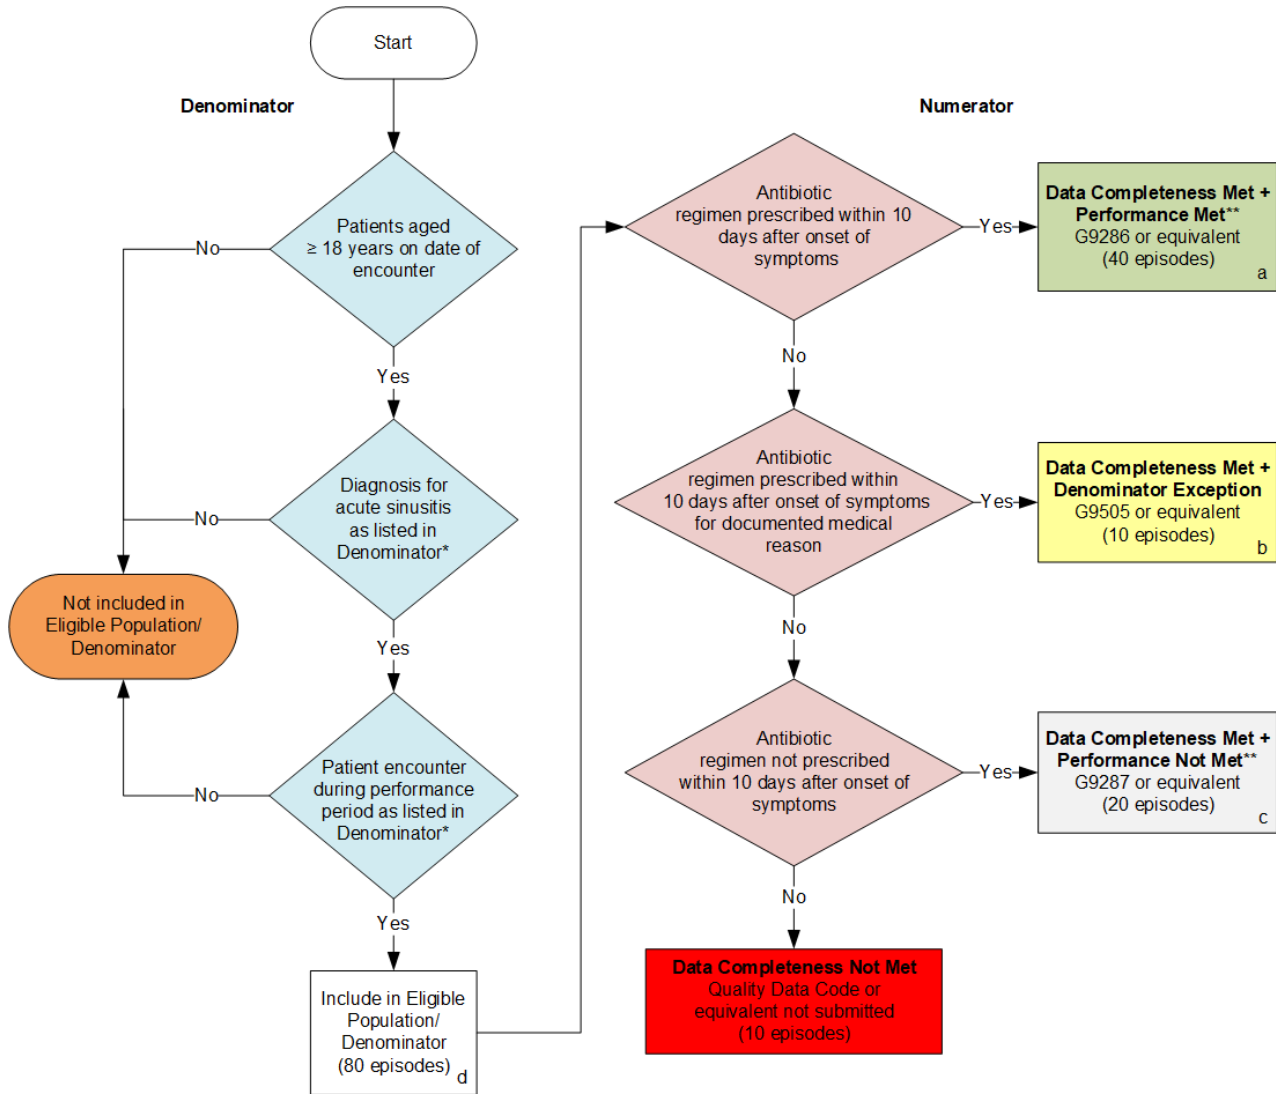 Start
Denominator
Numerator
Patients aged
≥ 18 years on date of
encounter
No
Yes
Diagnosis for
acute sinusitis
as listed in
Denominator*
No
Yes
Not included in
Eligible Population/
Denominator
Patient encounter
during performance
period as listed in
Denominator*
No
Yes
Include in Eligible
Population/
Denominator
(80 episodes)
d
Antibiotic
regimen prescribed within 10
days after onset of
symptoms
Yes
Data Completeness Met +
Performance Met**
G9286 or equivalent
(40 episodes)
a
No
Antibiotic
regimen prescribed within
10 days after onset of symptoms
for documented medical
reason
Yes
Data Completeness Met +
Denominator Exception
G9505 or equivalent
(10 episodes)
b
No
Antibiotic
regimen not prescribed
within 10 days after onset of
symptoms
Yes
Data Completeness Met +
Performance Not Met**
G9287 or equivalent
(20 episodes)
c
No
Data Completeness Not Met
Quality Data Code or
equivalent not submitted
(10 episodes)